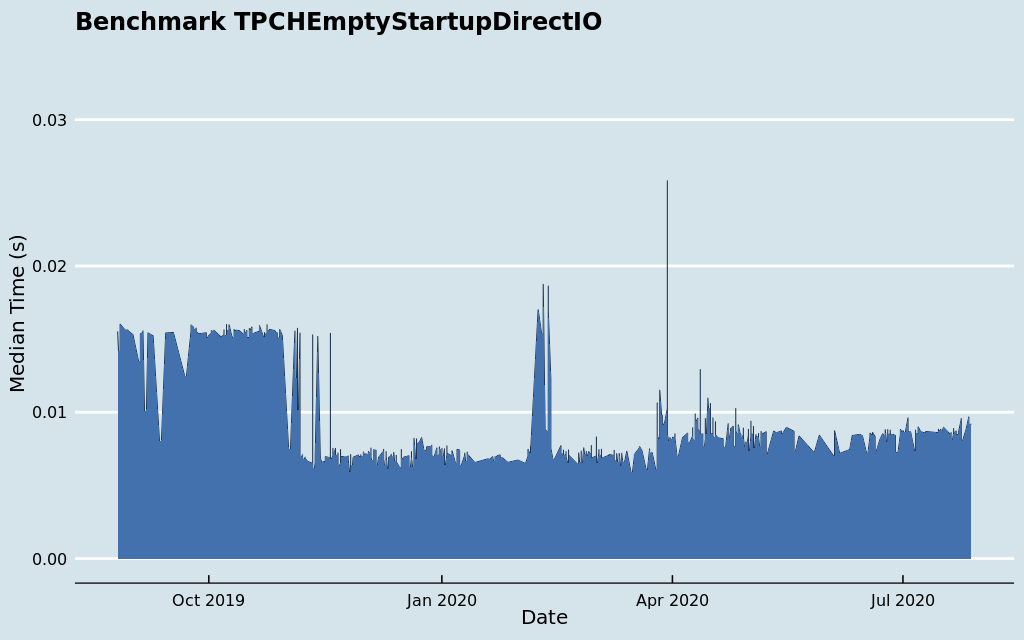 Benchmark TPCHEmptyStartupDirectIO
Median Time (s)
0.03
0.02
0.01
0.00
Oct 2019
Jan 2020
Apr 2020
Jul 2020
Date